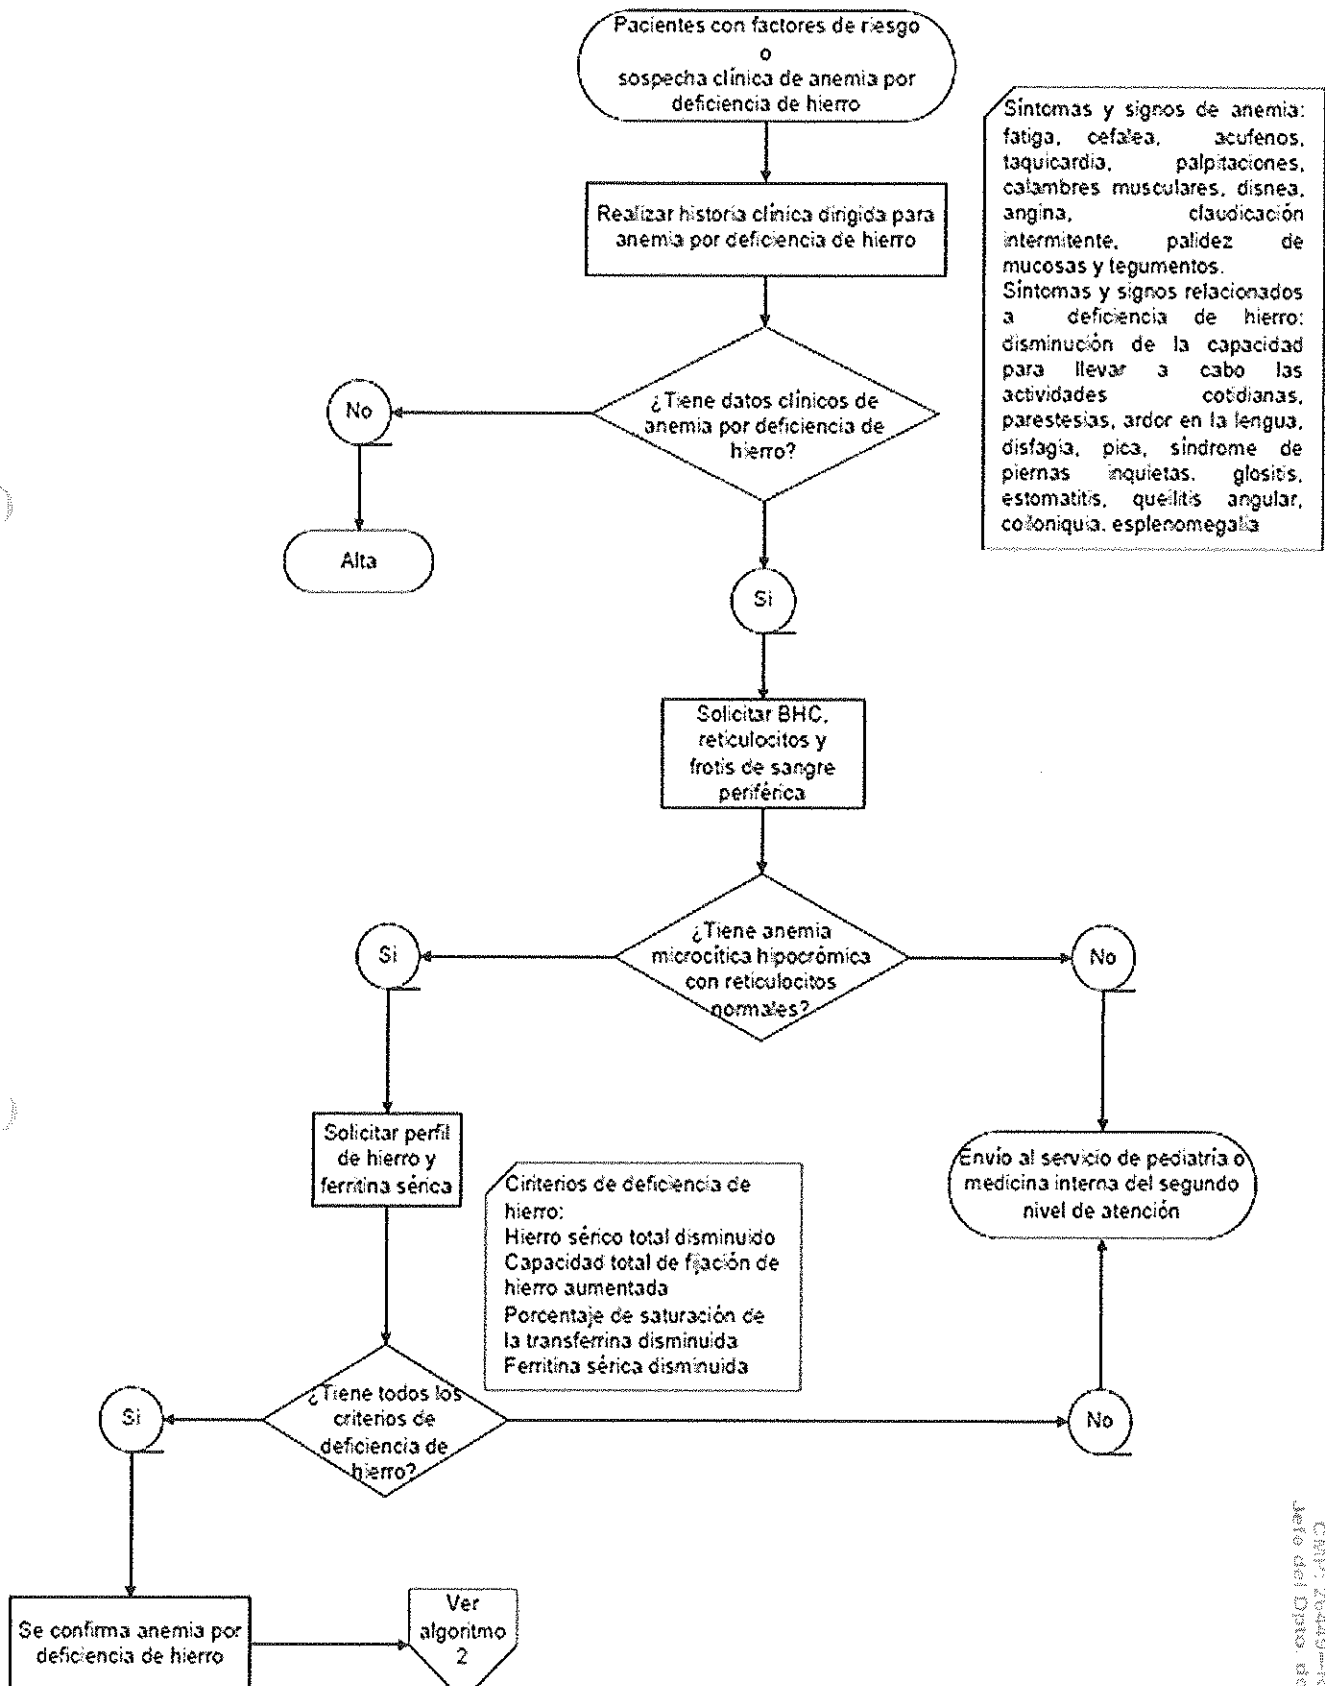 Pacientes con factores de riesgo
o
sospecha clínica de anemia por
deficiencia de hierro
Síntomas y signos de anemia:
fatiga, cefalea, acufenos,
taquicardia, palpitaciones,
calambres musculares, disnea,
angina, claudicación
intermitente, palidez de
mucosas y tegumentos.
Síntomas y signos relacionados
a deficiencia de hierro:
disminución de la capacidad
para llevar a cabo las
actividades cotidianas,
parestesias, ardor en la lengua,
disfagia, pica, síndrome de
piernas inquietas. glositis,
estomatitis, queilitis angular,
coiloniquia. esplenomegalia
Realizar historia clínica dirigida para
anemia por deficiencia de hierro
¿Tiene datos clínicos de
anemia por deficiencia de
hierro?
No
Alta
Si
Solicitar BHC,
reticulocitos y
frotis de sangre
periférica
¿Tiene anemia
microcítica hipocrómica
con reticulocitos
normales?
Si
No
Solicitar perfil
de hierro y
ferritina sérica
Envío al servicio de pediatría o
medicina interna del segundo
nivel de atención
Ciriterios de deficiencia de
hierro:
Hierro sérico total disminuido
Capacidad total de fijación de
hierro aumentada
Porcentaje de saturación de
la transferrina disminuida
Ferritina sérica disminuida
¿Tiene todos los
criterios de
deficiencia de
hierro?
Si
No
Se confirma anemia por
deficiencia de hierro
Ver
algoritmo
2
Jefe del Dpto. de